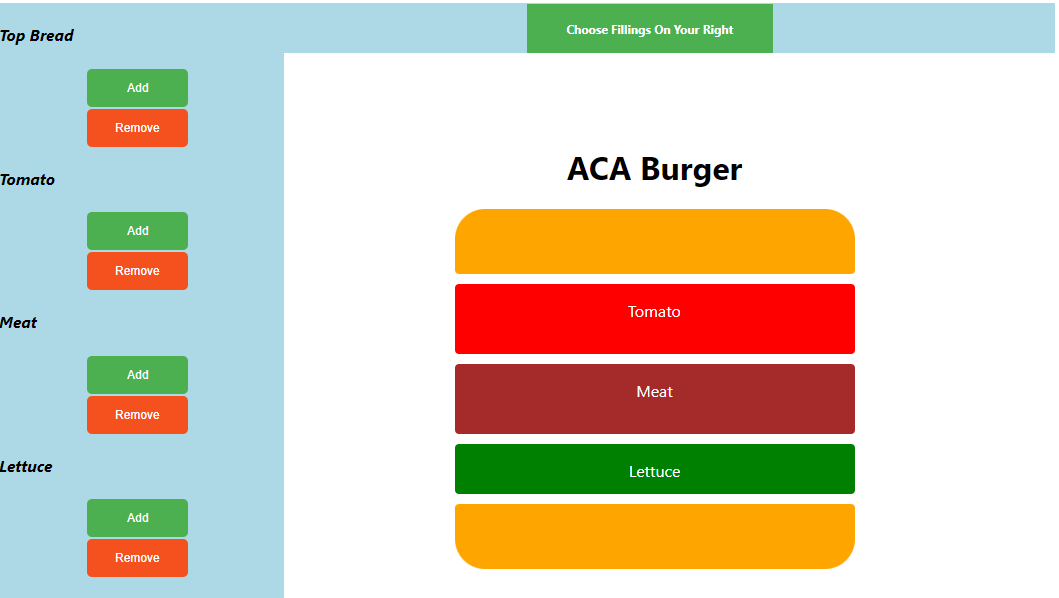 Choose Fillings On Your Right
Top Bread
Add
Remove
Tomato
Add
Remove
Meat
Add
Remove
Lettuce
Add
Remove
ACA Burger
Tomato
Meat
Lettuce